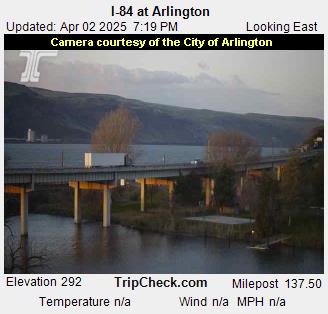 I-84 at Arlington
Updated: Apr 02 2025 7:19 PM Looking East
Camera courtesy of the City of Arlington
Elevation 292 TripCheck.com Milepost 137.50
Temperature n/a Wind n/a MPH n/a